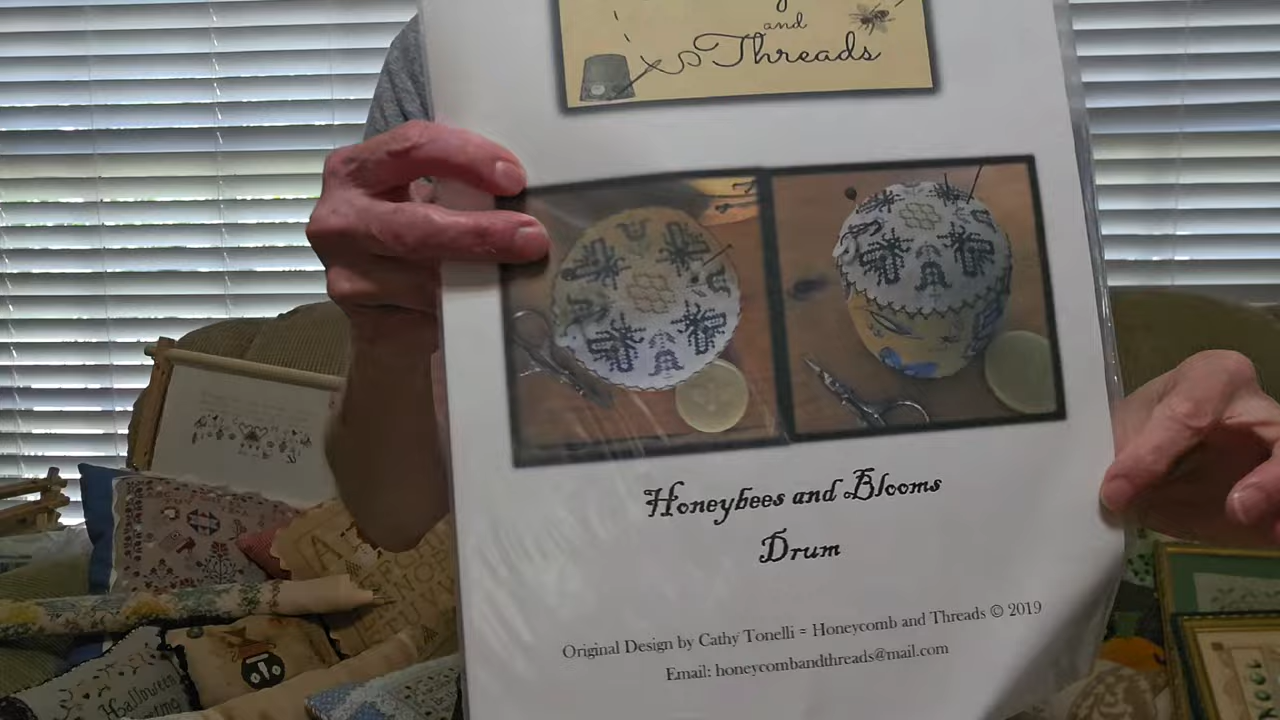 and
Threads
Honeybees and Blooms
Drum
Original Design by Cathy Tonelli = Honeycomb and Threads © 2019
Email: honeycombandthreads@mail.com
Halloween